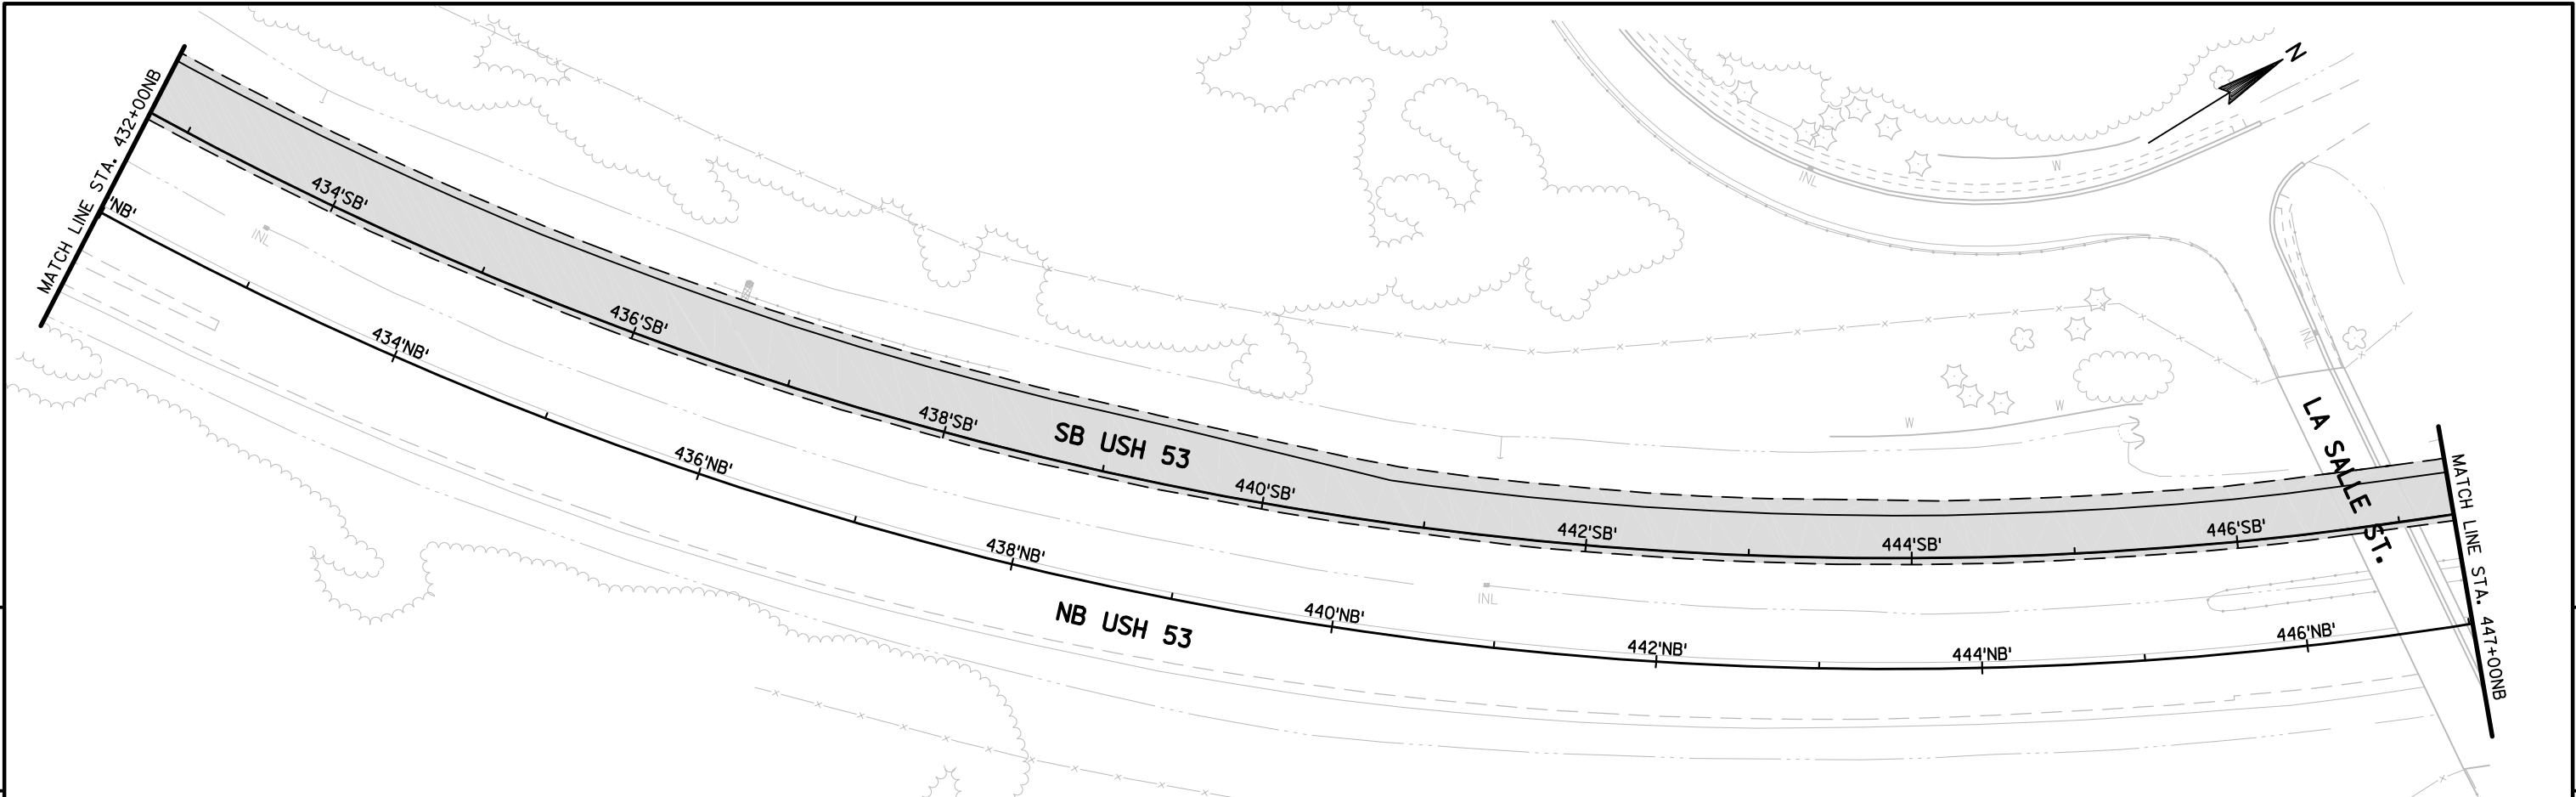 N
MATCH LINE STA. 432+00NB
'NB'
434'SB'
INL
434'NB'
436'SB'
436'NB'
438'SB'
SB USH 53
438'NB'
NB USH 53
440'SB'
440'NB'
442'SB'
INL
442'NB'
444'SB'
444'NB'
446'SB'
446'NB'
W
INL
W
W
INL
LA SALLE ST.
MATCH LINE STA. 447+00NB